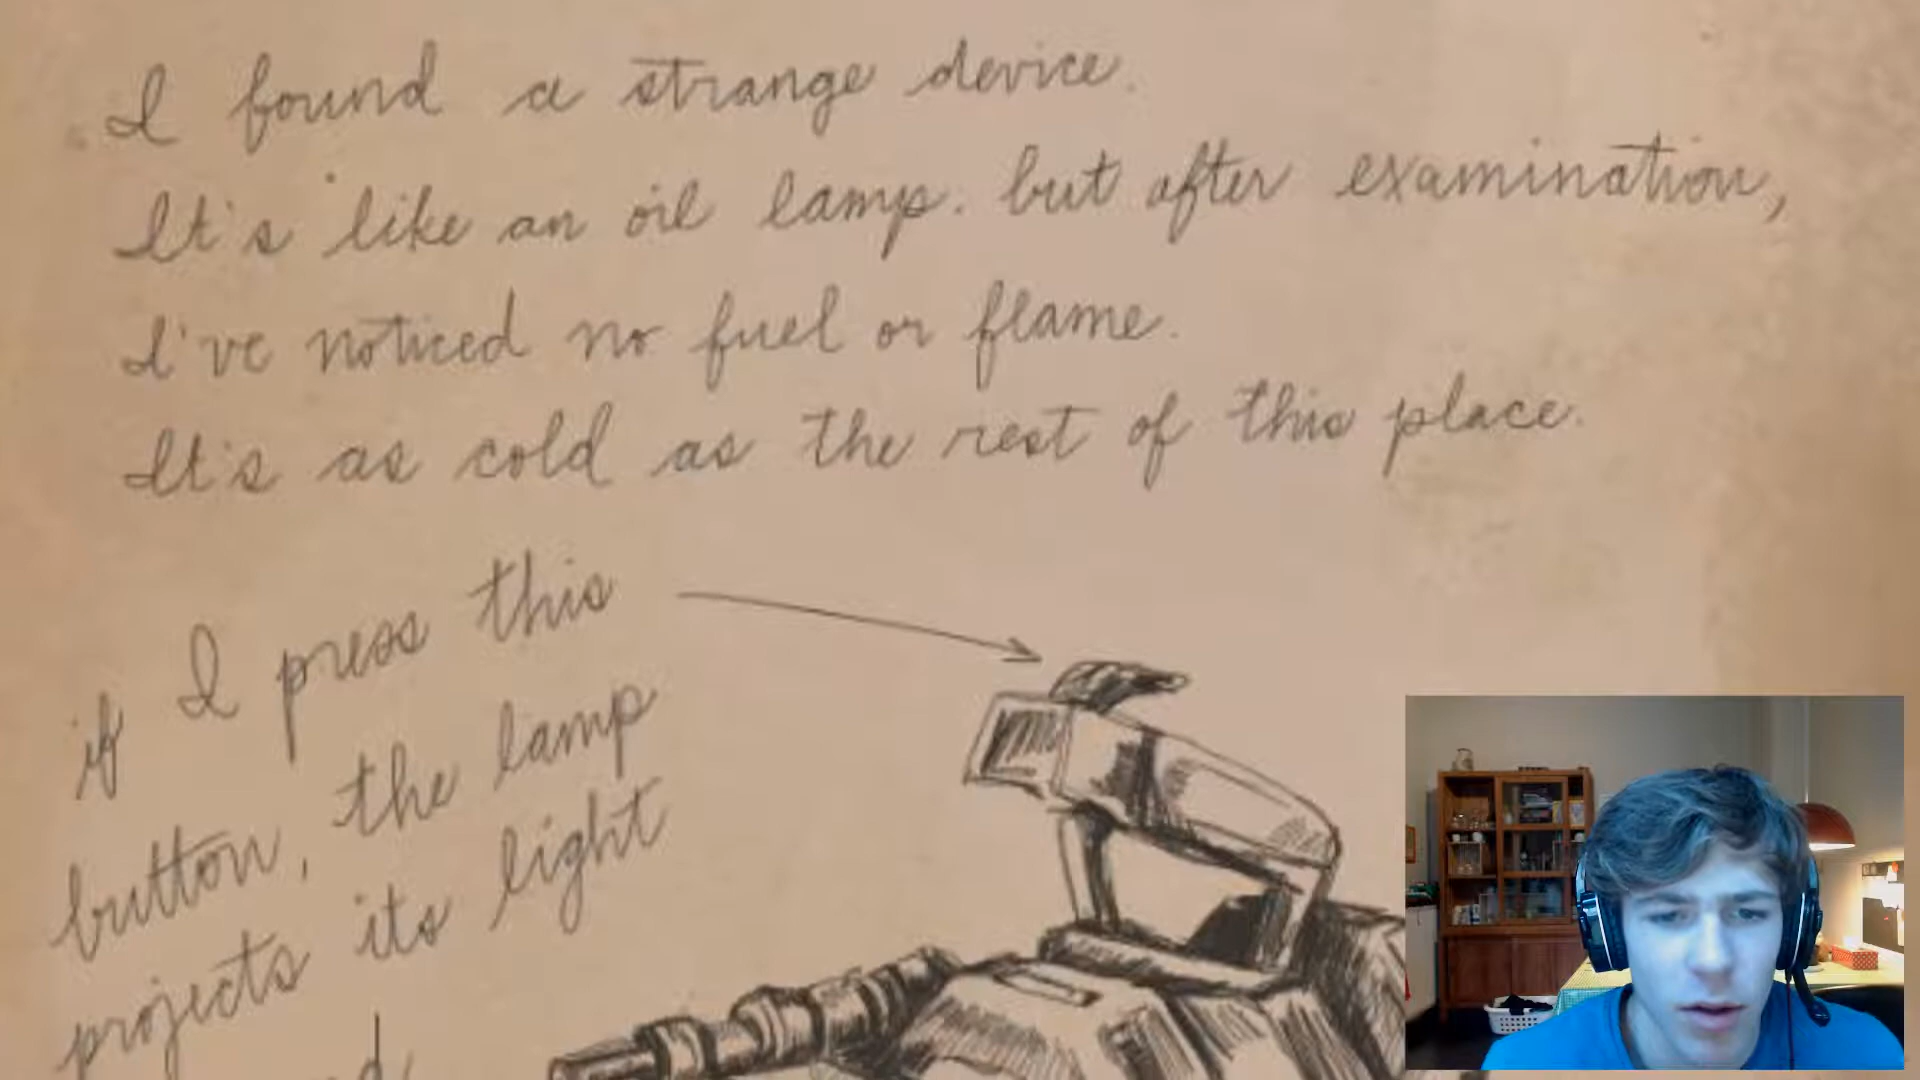 I found a strange device.
It's like an oil lamp. but after examination,
I've noticed no fuel or flame.
It's as cold as the rest of this place.
if I press this
button, the lamp
projects its light